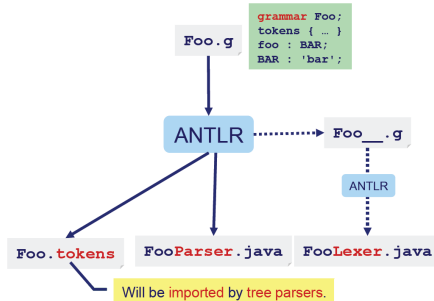 Foo.g
grammar Foo;
tokens { … }
foo : BAR;
BAR : 'bar';
ANTLR
Foo__.g
ANTLR
Foo.tokens
FooParser.java
FooLexer.java
Will be imported by tree parsers.